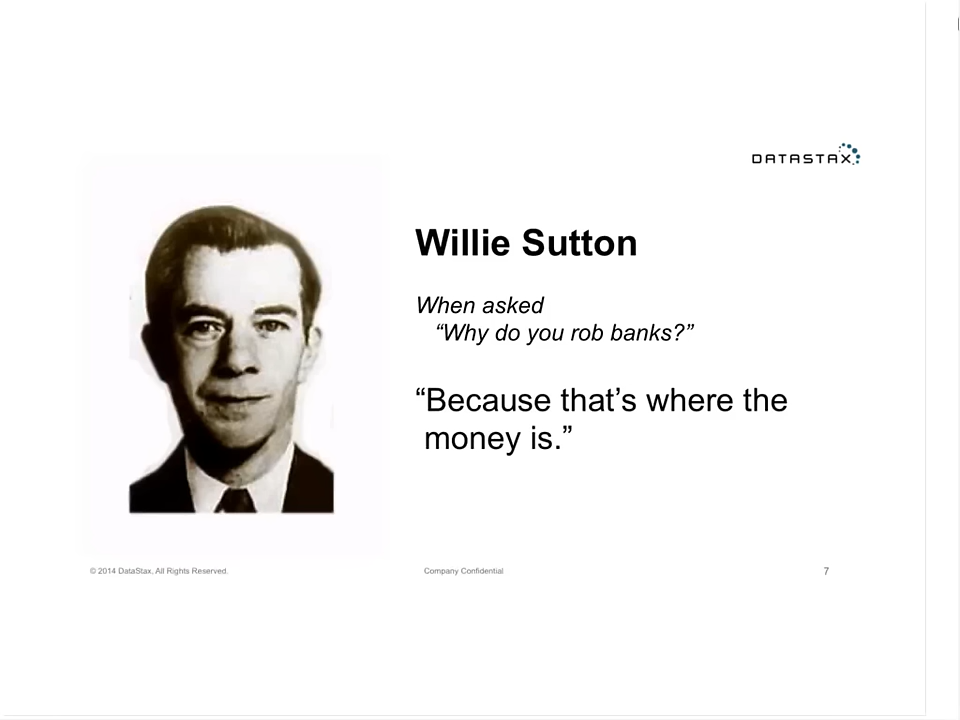 DATASTAX
Willie Sutton
When asked
“Why do you rob banks?”
“Because that’s where the
money is.”
© 2014 DataStax, All Rights Reserved.
Company Confidential
7